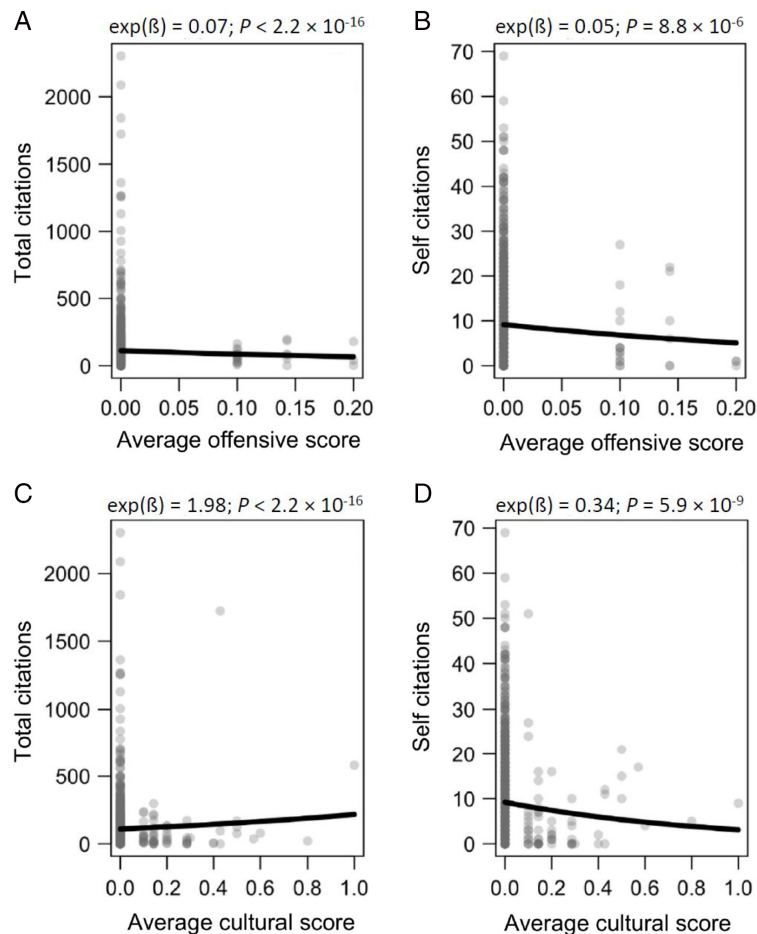 A
exp(ß) = 0.07; P < 2.2 × 10-16
Total citations
2000
1500
1000
500
0
0.00 0.05 0.10 0.15 0.20
Average offensive score
B
exp(ß) = 0.05; P = 8.8 × 10-6
Self citations
70
60
50
40
30
20
10
0
0.00 0.05 0.10 0.15 0.20
Average offensive score
C
exp(ß) = 1.98; P < 2.2 × 10-16
Total citations
2000
1500
1000
500
0
0.0 0.2 0.4 0.6 0.8 1.0
Average cultural score
D
exp(ß) = 0.34; P = 5.9 × 10-9
Self citations
70
60
50
40
30
20
10
0
0.0 0.2 0.4 0.6 0.8 1.0
Average cultural score